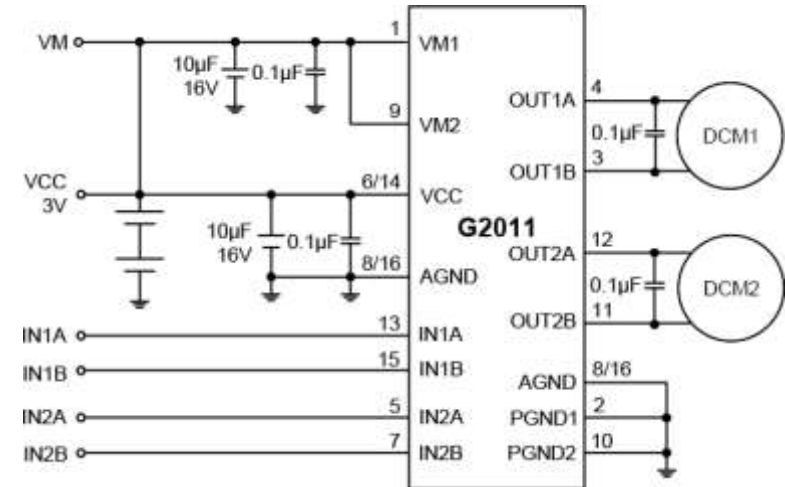 VM
10µF
16V
0.1µF
1
VM1
9
VM2
VCC
3V
6/14
VCC
10µF
16V
0.1µF
8/16
AGND
G2011
IN1A
13
IN1A
IN1B
15
IN1B
IN2A
5
IN2A
IN2B
7
IN2B
OUT1A
4
0.1µF
DCM1
OUT1B
3
OUT2A
12
0.1µF
DCM2
OUT2B
11
AGND
8/16
PGND1
2
PGND2
10